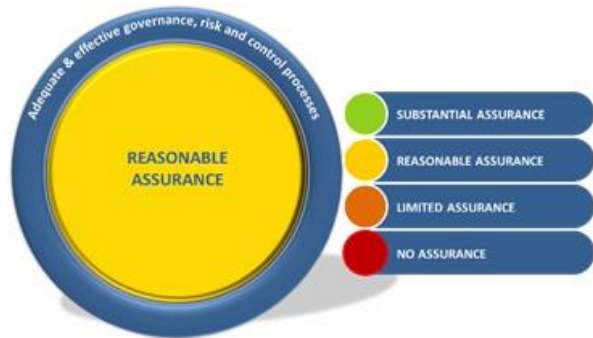 Adequate & effective governance, risk and control processes
REASONABLE
ASSURANCE
SUBSTANTIAL ASSURANCE
REASONABLE ASSURANCE
LIMITED ASSURANCE
NO ASSURANCE